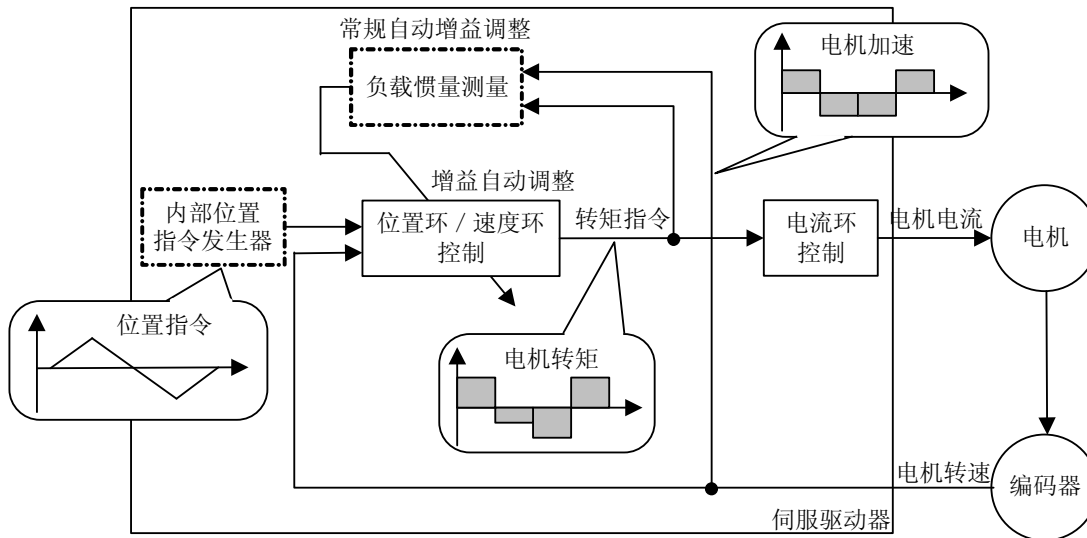 常规自动增益调整
负载惯量测量
电机加速
增益自动调整
内部位置
指令发生器
位置环 / 速度环
控制
转矩指令
电流环
控制
电机电流
电机
位置指令
电机转矩
电机转速
编码器
伺服驱动器